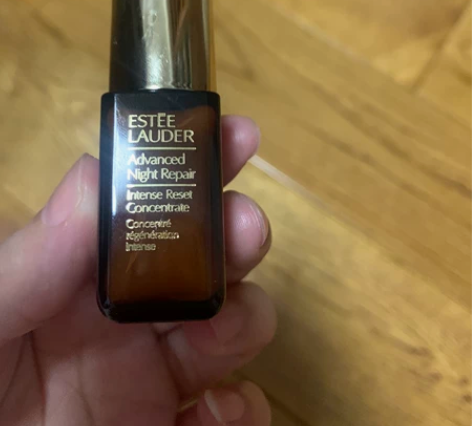 ESTĒE
LAUDER
Advanced
Night Repair
Intense Reset
Concentrate
Concentré
régénération
intense